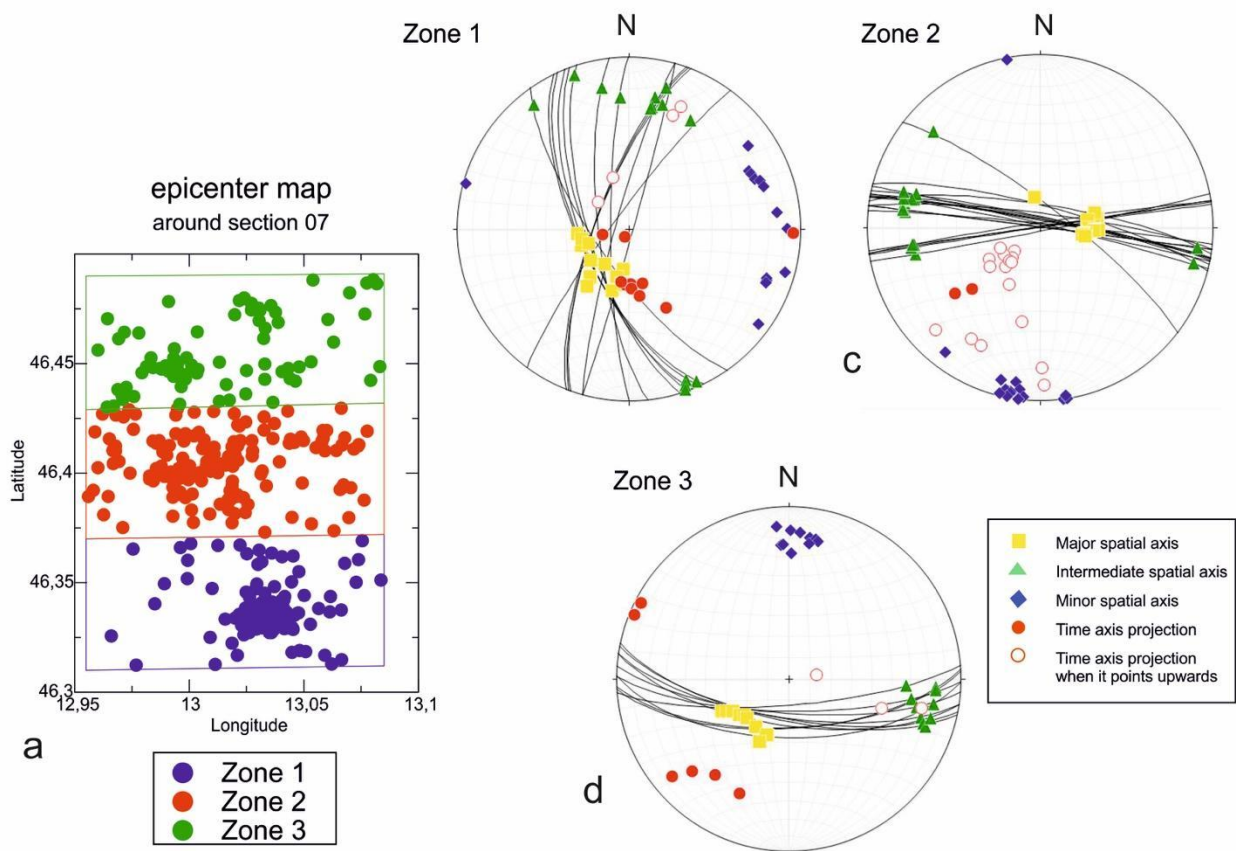 Zone 1
N
Zone 2
N
epicenter map
around section 07
46,45
46,4
46,35
46,3
Latitude
12,95
13
13,05
13,1
Longitude
a
Zone 1
Zone 2
Zone 3
c
Zone 3
N
d
Major spatial axis
Intermediate spatial axis
Minor spatial axis
Time axis projection
Time axis projection
when it points upwards